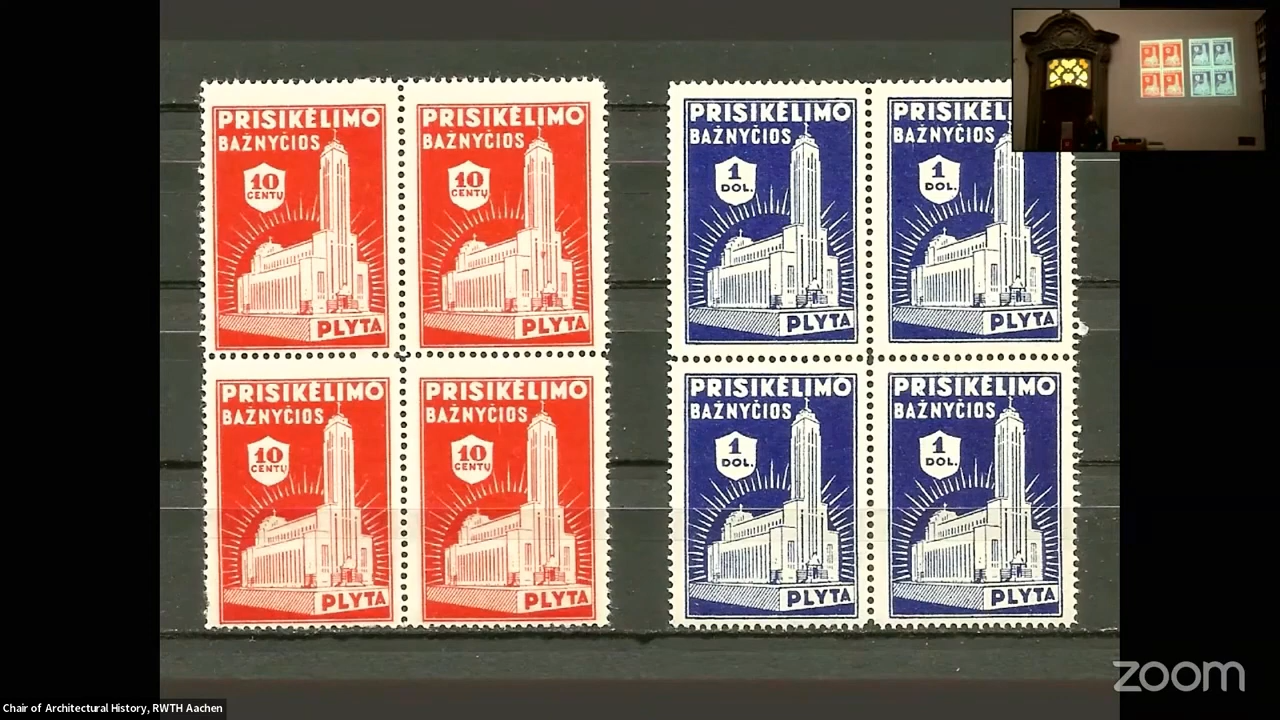 PRISIKĖLIMO
BAŽNYČIOS
10
CENTŲ
PLYTA
PRISIKĖLIMO
BAŽNYČIOS
10
CENTŲ
PLYTA
PRISIKĖLIMO
BAŽNYČIOS
1
DOL.
PLYTA
PRISIKĖL
BAŽNYČIOS
1
DOL.
PLYTA
PRISIKĖLIMO
BAŽNYČIOS
10
CENTŲ
PLYTA
PRISIKĖLIMO
BAŽNYČIOS
10
CENTŲ
PLYTA
PRISIKĖLIMO
BAŽNYČIOS
1
DOL.
PLYTA
PRISIKĖLIMO
BAŽNYČIOS
1
DOL.
PLYTA
zoom
Chair of Architectural History, RWTH Aachen